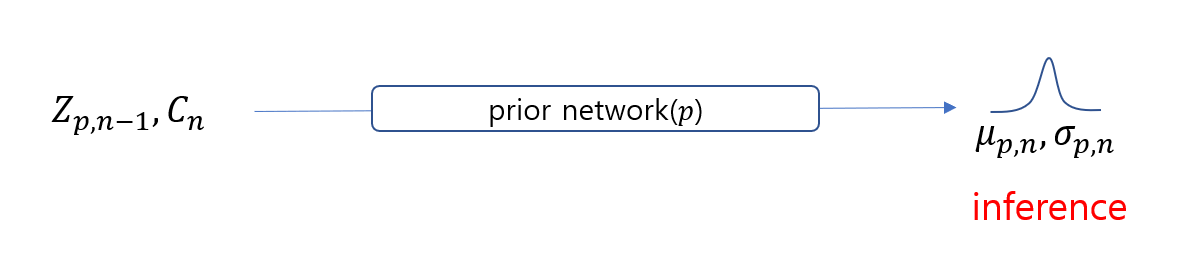 Z_{p,n-1}, C_n
prior network(p)
μ_{p,n}, σ_{p,n}
inference